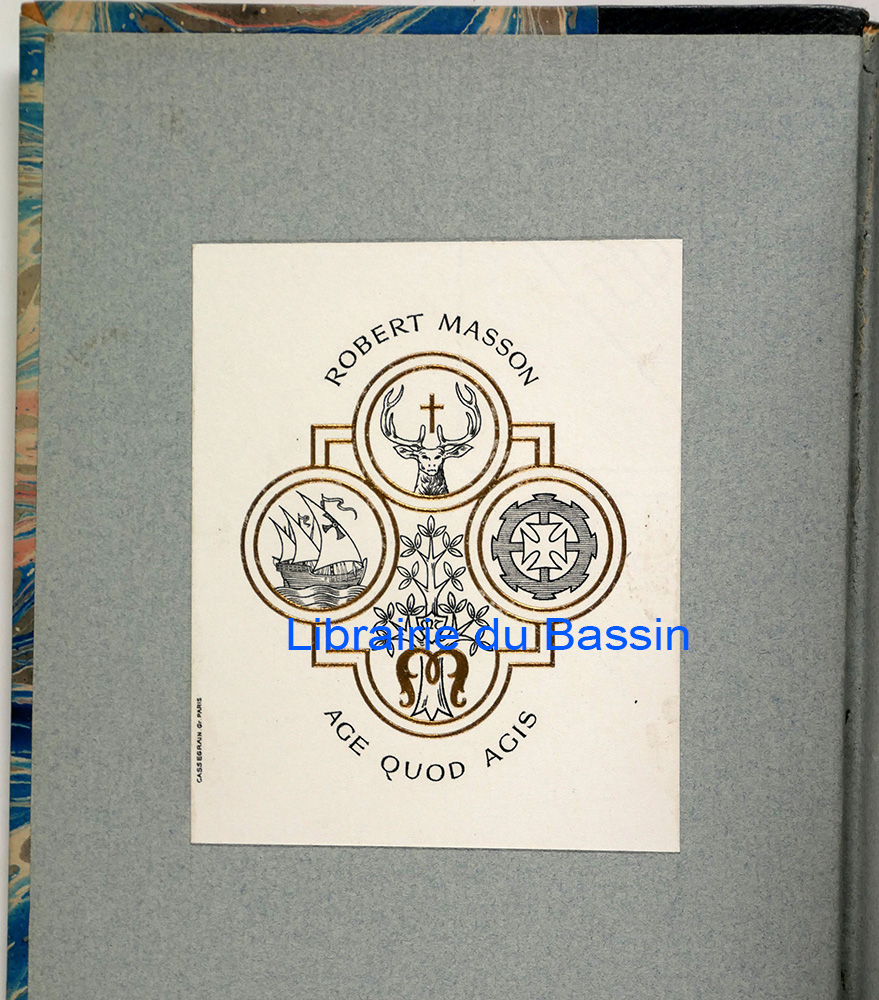 ROBERT MASSON
Librairie du Bassin
AGE QUOD AGIS
CASSEGRAIN Gr PARIS